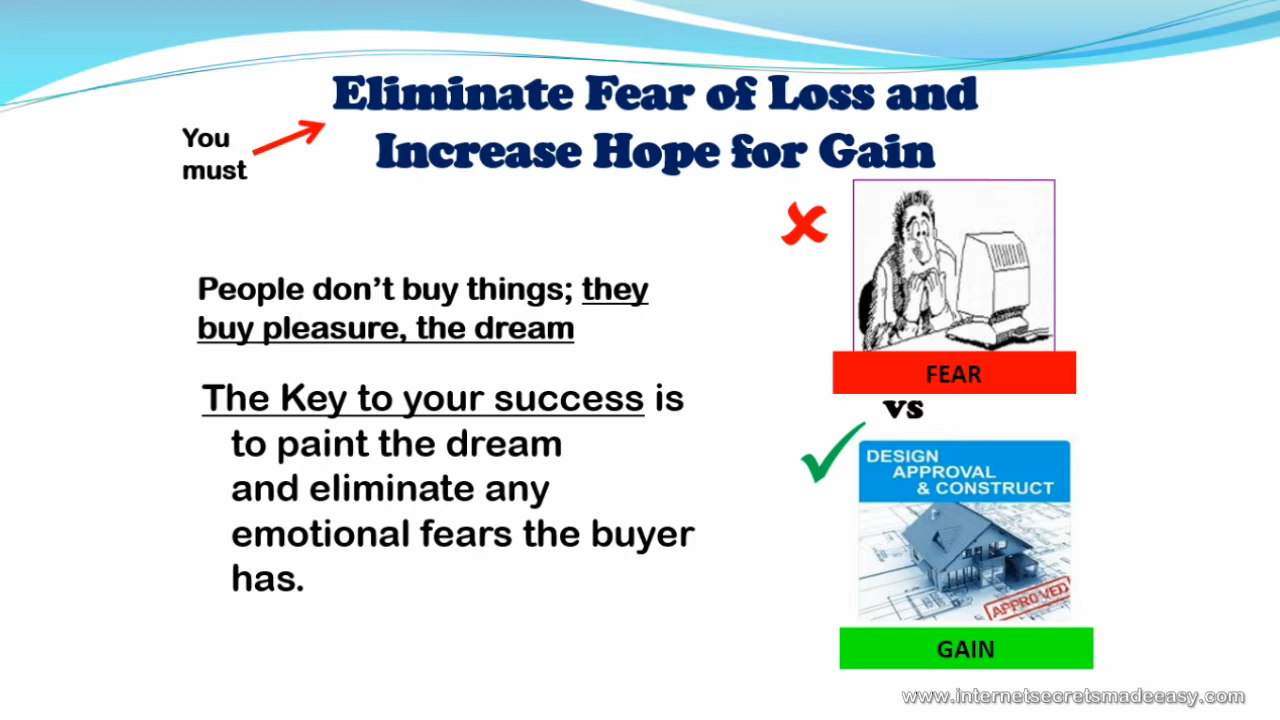 Eliminate Fear of Loss and
Increase Hope for Gain
You
must
People don’t buy things; they
buy pleasure, the dream
The Key to your success is
to paint the dream
and eliminate any
emotional fears the buyer
has.
FEAR
vs
DESIGN
APPROVAL
& CONSTRUCT
APPROVED
GAIN
www.internetsecretsmadeeasy.com